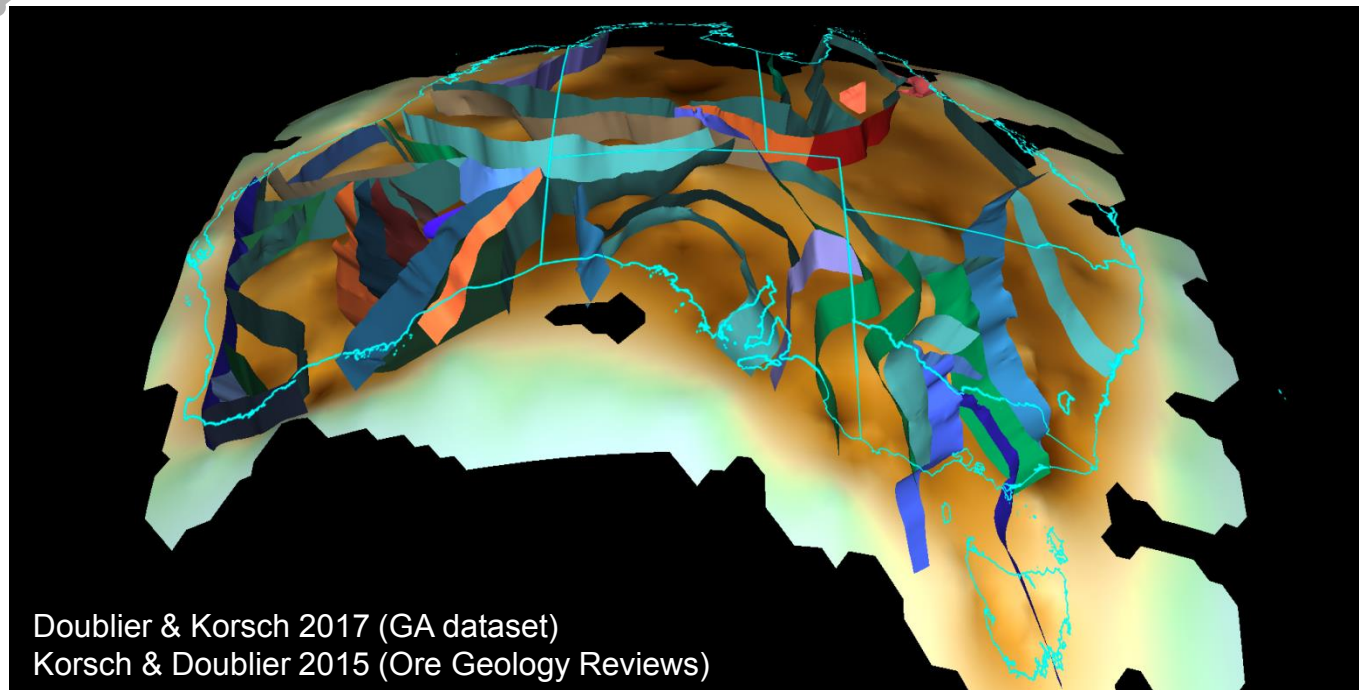 Doublier & Korsch 2017 (GA dataset)
Korsch & Doublier 2015 (Ore Geology Reviews)